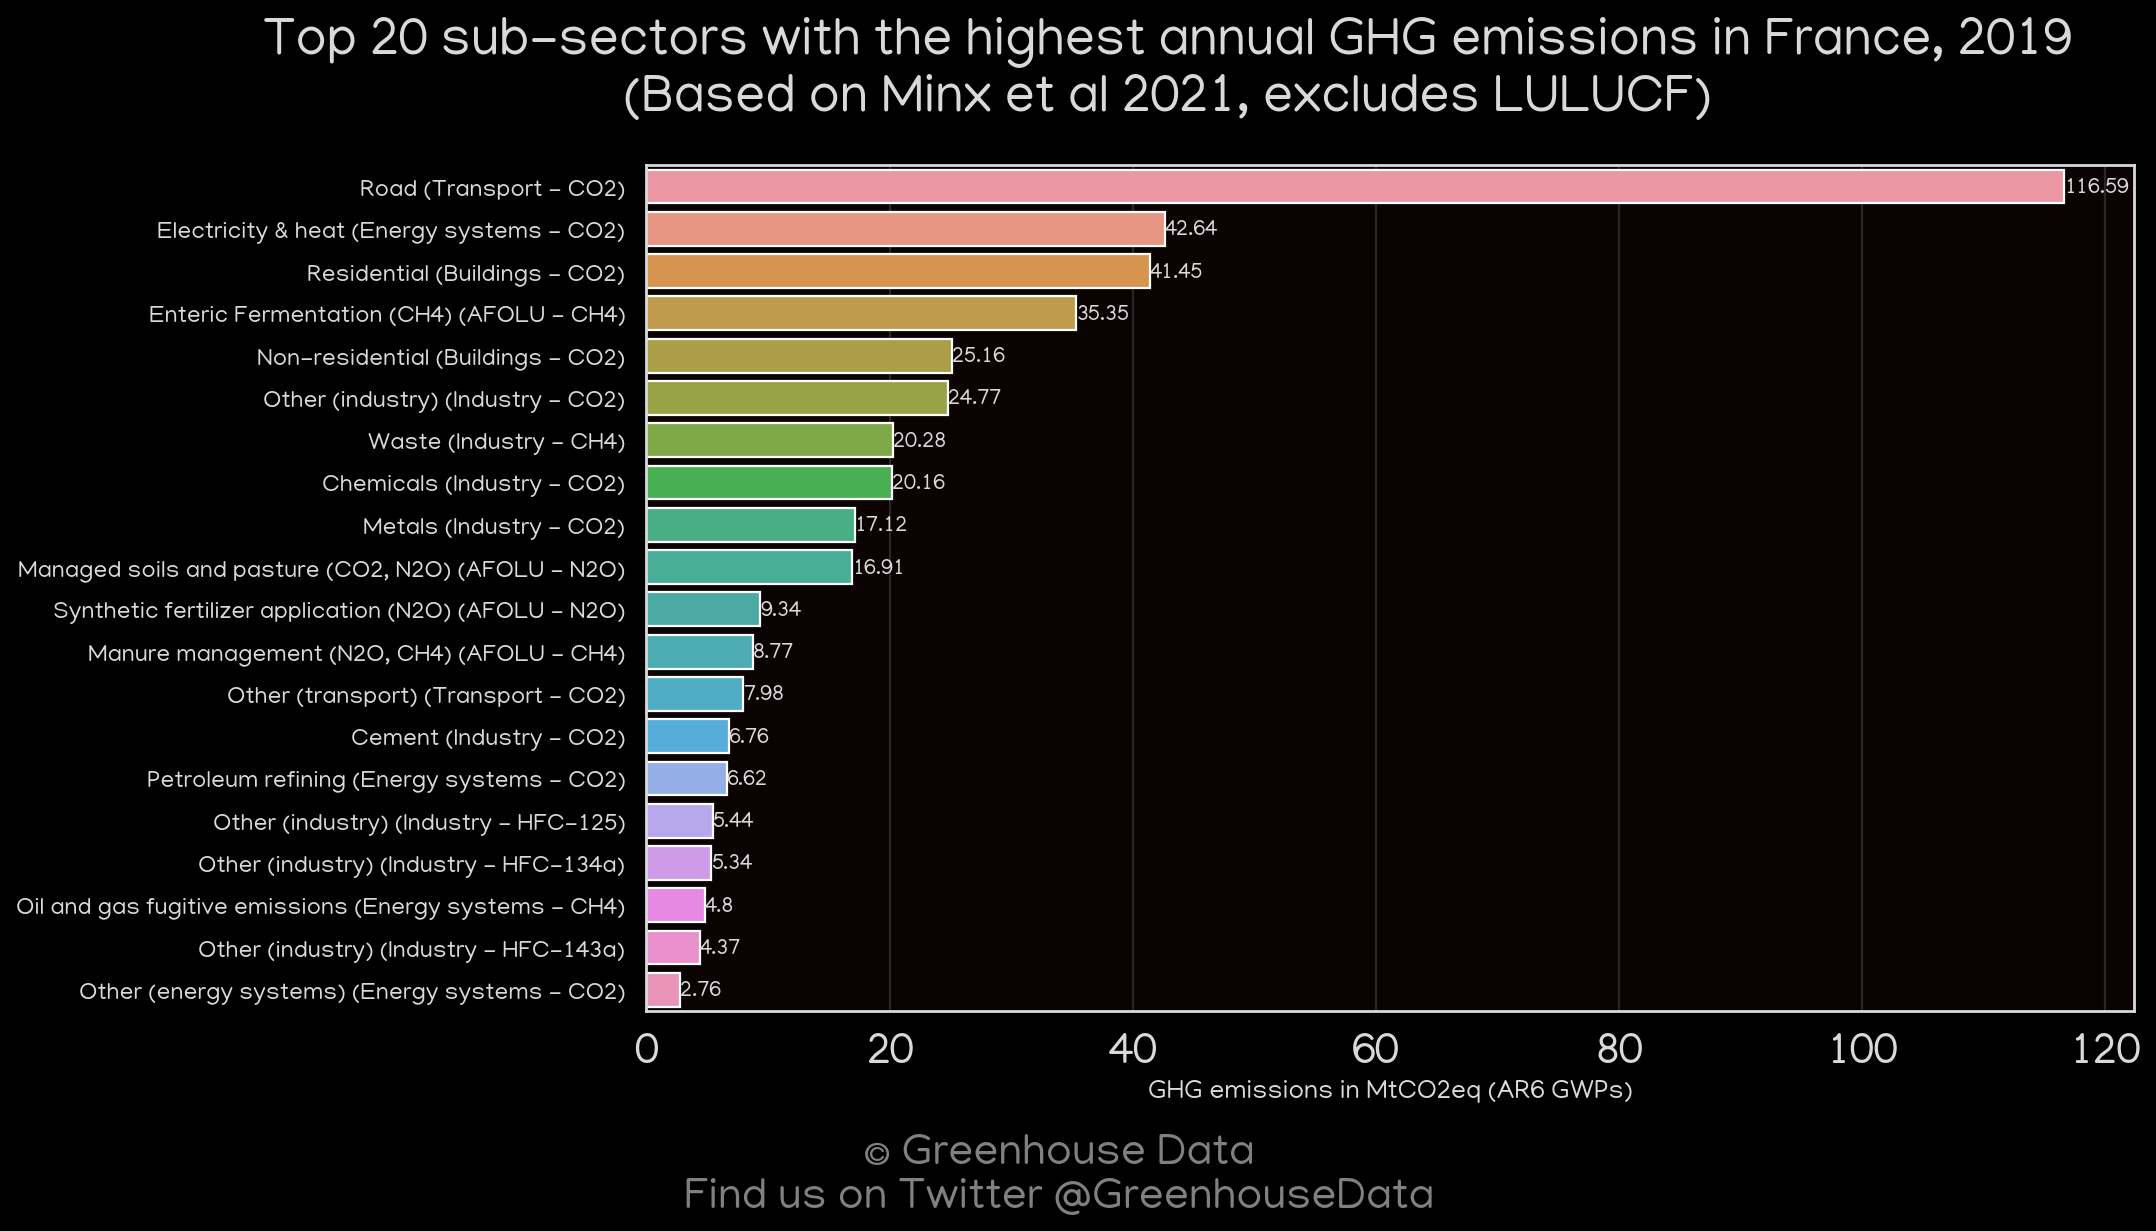 Top 20 sub-sectors with the highest annual GHG emissions in France, 2019
(Based on Minx et al 2021, excludes LULUCF)
Road (Transport - CO2) 116.59
Electricity & heat (Energy systems - CO2) 42.64
Residential (Buildings - CO2) 41.45
Enteric Fermentation (CH4) (AFOLU - CH4) 35.35
Non-residential (Buildings - CO2) 25.16
Other (industry) (Industry - CO2) 24.77
Waste (Industry - CH4) 20.28
Chemicals (Industry - CO2) 20.16
Metals (Industry - CO2) 17.12
Managed soils and pasture (CO2, N2O) (AFOLU - N2O) 16.91
Synthetic fertilizer application (N2O) (AFOLU - N2O) 9.34
Manure management (N2O, CH4) (AFOLU - CH4) 8.77
Other (transport) (Transport - CO2) 7.98
Cement (Industry - CO2) 6.76
Petroleum refining (Energy systems - CO2) 6.62
Other (industry) (Industry - HFC-125) 5.44
Other (industry) (Industry - HFC-134a) 5.34
Oil and gas fugitive emissions (Energy systems - CH4) 4.8
Other (industry) (Industry - HFC-143a) 4.37
Other (energy systems) (Energy systems - CO2) 2.76
0 20 40 60 80 100 120
GHG emissions in MtCO2eq (AR6 GWPs)
© Greenhouse Data
Find us on Twitter @GreenhouseData